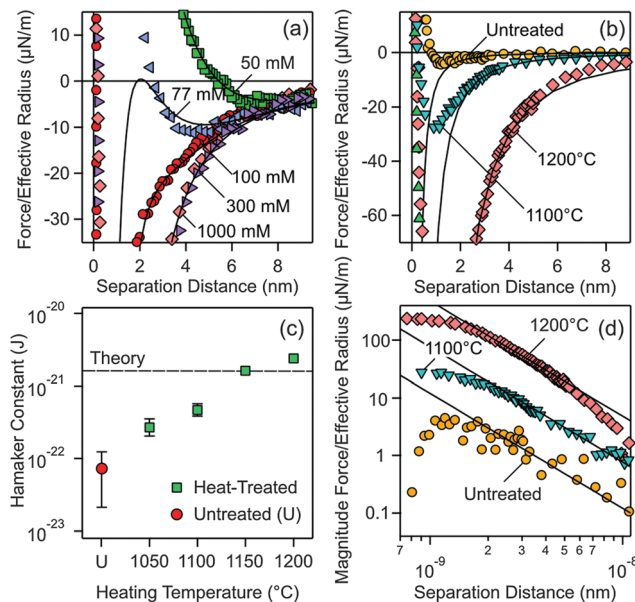 (a)
Force/Effective Radius (µN/m)
10
0
-10
-20
-30
50 mM
77 mM
100 mM
300 mM
1000 mM
0 2 4 6 8
Separation Distance (nm)
(b)
Force/Effective Radius (µN/m)
0
-20
-40
-60
Untreated
1200°C
1100°C
0 2 4 6 8
Separation Distance (nm)
(c)
Hamaker Constant (J)
10-20
10-21
10-22
10-23
Theory
Heat-Treated
Untreated (U)
U 1050 1100 1150 1200
Heating Temperature (°C)
(d)
Magnitude Force/Effective Radius (µN/m)
100
10
1
0.1
1200°C
1100°C
Untreated
7 2 3 4 5 6 7
10-9 10-8
Separation Distance (nm)